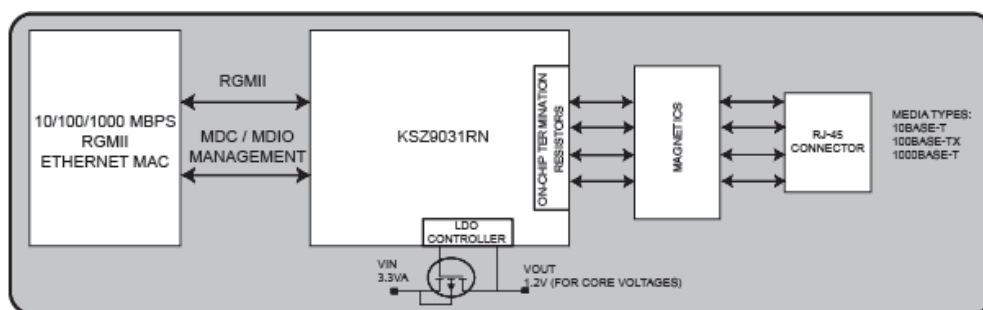 10/100/1000 MBPS
RGMII
ETHERNET MAC
RGMII
MDC / MDIO
MANAGEMENT
KSZ9031RN
ON-CHIP TERMINATION
RESISTORS
LDO
CONTROLLER
VIN
3.3VA
VOUT
1.2V (FOR CORE VOLTAGES)
MAGNETICS
RJ-45
CONNECTOR
MEDIA TYPES:
10BASE-T
100BASE-TX
1000BASE-T